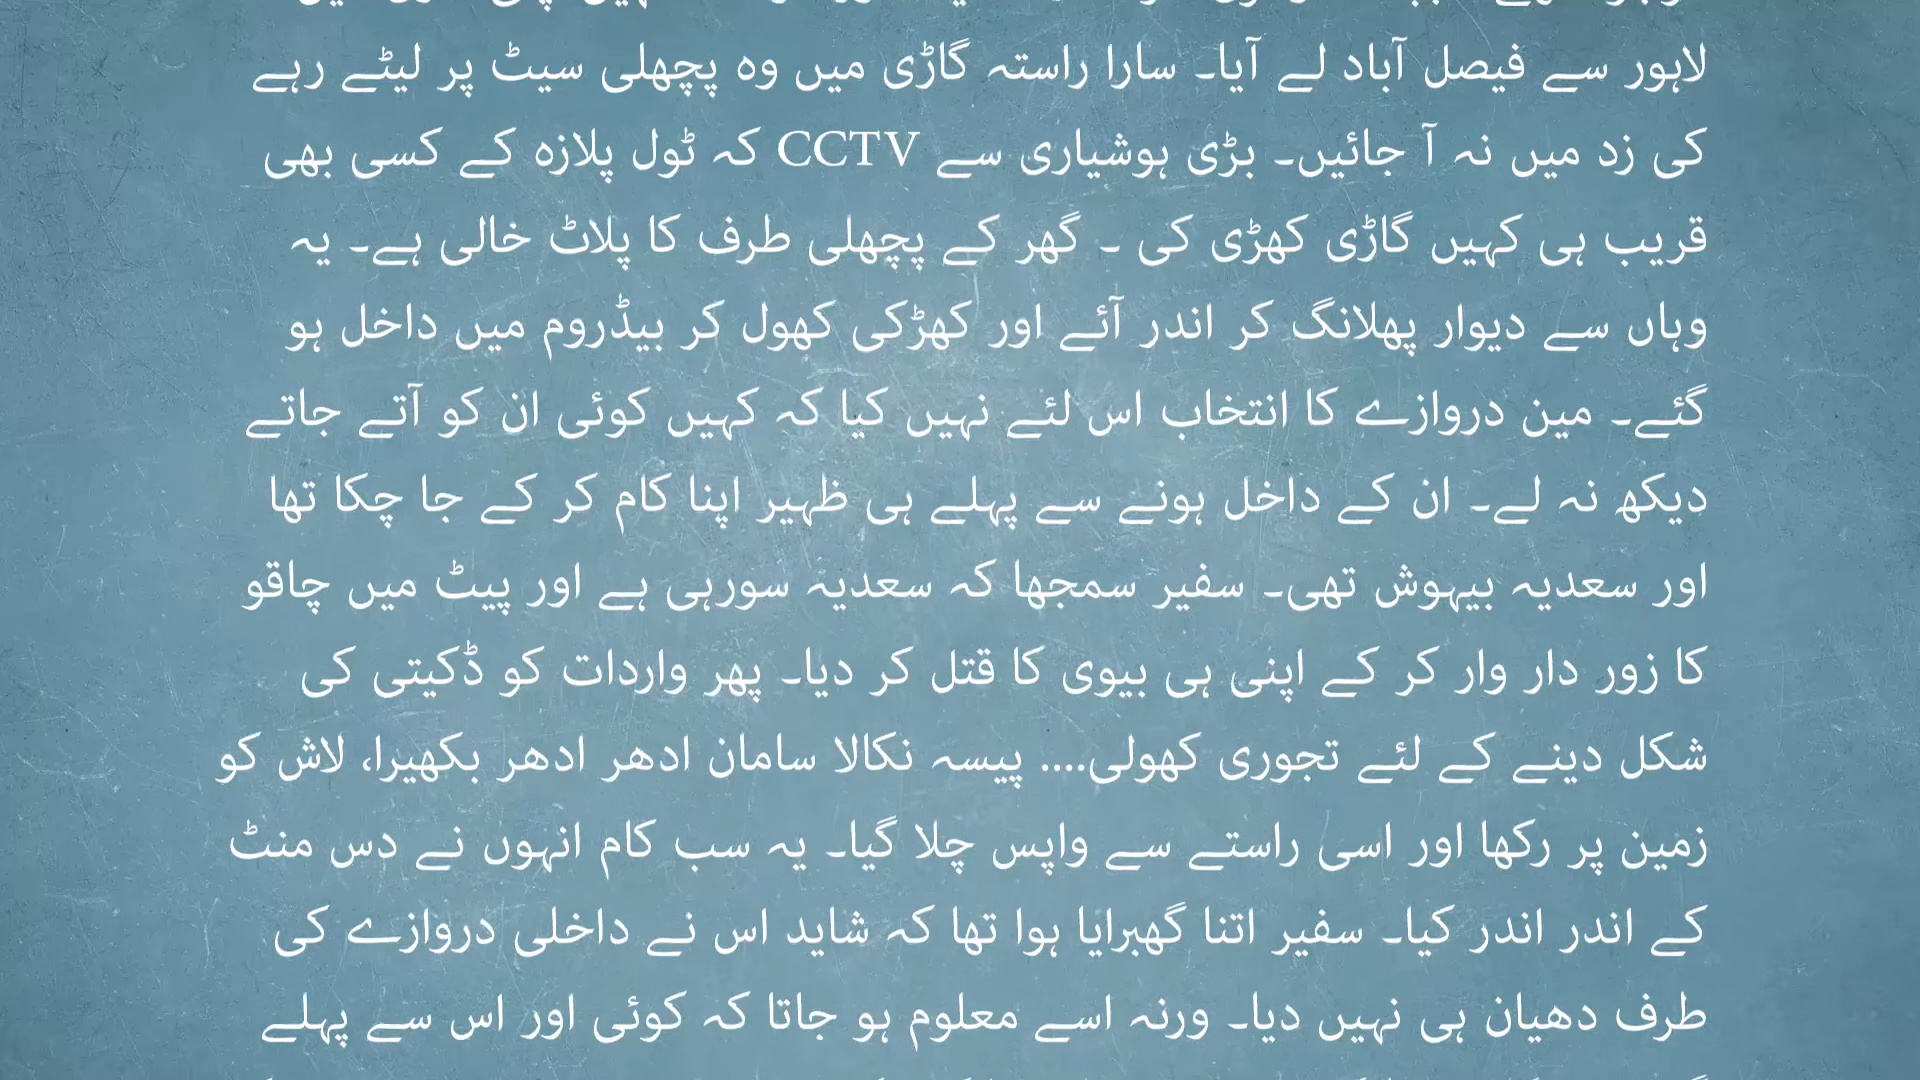 لاہور سے فیصل آباد لے آیا۔ سارا راستہ گاڑی میں وہ پچھلی سیٹ پر لیٹے رہے
کی زد میں نہ آ جائیں۔ بڑی ہوشیاری سے CCTV کہ ٹول پلازہ کے کسی بھی
قریب ہی کہیں گاڑی کھڑی کی ۔ گھر کے پچھلی طرف کا پلاٹ خالی ہے۔ یہ
وہاں سے دیوار پھلانگ کر اندر آئے اور کھڑکی کھول کر بیڈروم میں داخل ہو
گئے۔ مین دروازے کا انتخاب اس لئے نہیں کیا کہ کہیں کوئی ان کو آتے جاتے
دیکھ نہ لے۔ ان کے داخل ہونے سے پہلے ہی ظہیر اپنا کام کر کے جا چکا تھا
اور سعدیہ بیہوش تھی۔ سفیر سمجھا کہ سعدیہ سورہی ہے اور پیٹ میں چاقو
کا زور دار وار کر کے اپنی ہی بیوی کا قتل کر دیا۔ پھر واردات کو ڈکیتی کی
شکل دینے کے لئے تجوری کھولی.... پیسہ نکالا سامان ادھر ادھر بکھیرا، لاش کو
زمین پر رکھا اور اسی راستے سے واپس چلا گیا۔ یہ سب کام انہوں نے دس منٹ
کے اندر اندر کیا۔ سفیر اتنا گھبرایا ہوا تھا کہ شاید اس نے داخلی دروازے کی
طرف دھیان ہی نہیں دیا۔ ورنہ اسے معلوم ہو جاتا کہ کوئی اور اس سے پہلے